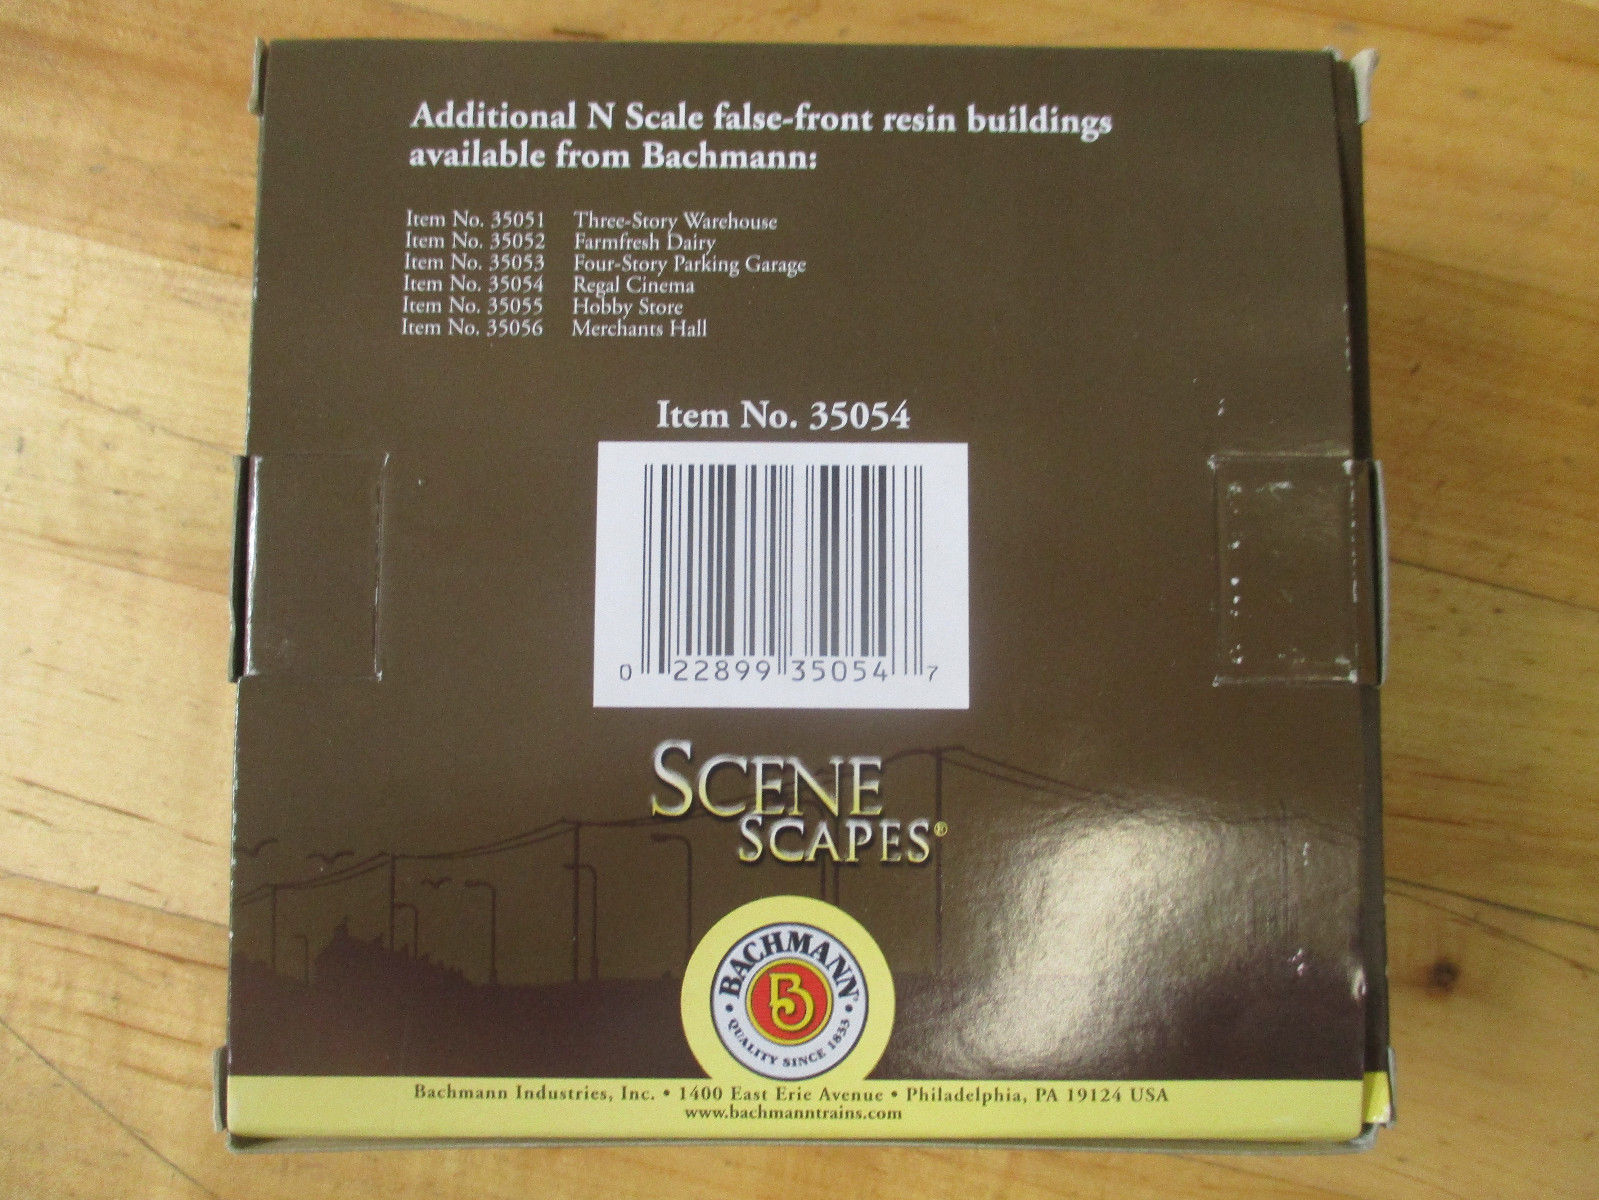 Additional N Scale false-front resin buildings
available from Bachmann:
Item No. 35051 Three-Story Warehouse
Item No. 35052 Farmfresh Dairy
Item No. 35053 Four-Story Parking Garage
Item No. 35054 Regal Cinema
Item No. 35055 Hobby Store
Item No. 35056 Merchants Hall
Item No. 35054
0 22899 35054 7
SCENE
SCAPES®
BACHMANN
B
• QUALITY SINCE 1833 •
Bachmann Industries, Inc. • 1400 East Erie Avenue • Philadelphia, PA 19124 USA
www.bachmanntrains.com